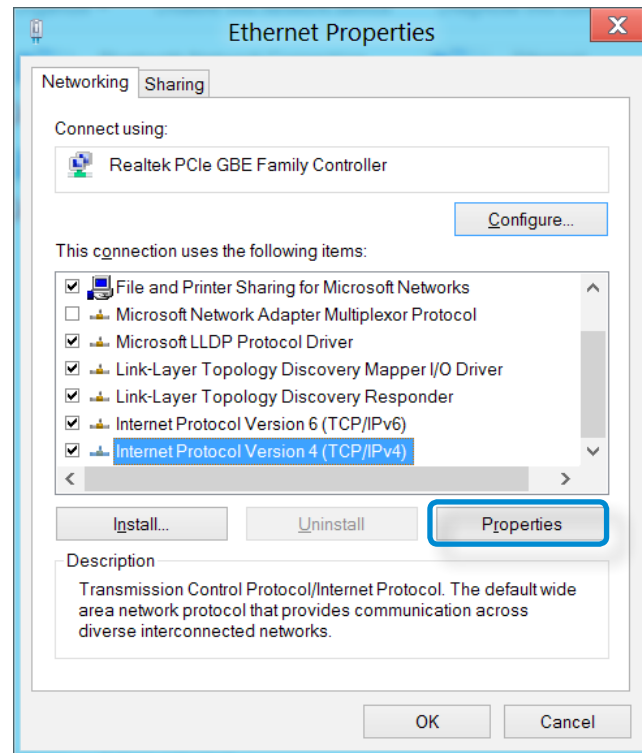 Ethernet Properties
X
Networking
Sharing
Connect using:
Realtek PCIe GBE Family Controller
Configure...
This connection uses the following items:
File and Printer Sharing for Microsoft Networks
Microsoft Network Adapter Multiplexor Protocol
Microsoft LLDP Protocol Driver
Link-Layer Topology Discovery Mapper I/O Driver
Link-Layer Topology Discovery Responder
Internet Protocol Version 6 (TCP/IPv6)
Internet Protocol Version 4 (TCP/IPv4)
Install...
Uninstall
Properties
Description
Transmission Control Protocol/Internet Protocol. The default wide
area network protocol that provides communication across
diverse interconnected networks.
OK
Cancel